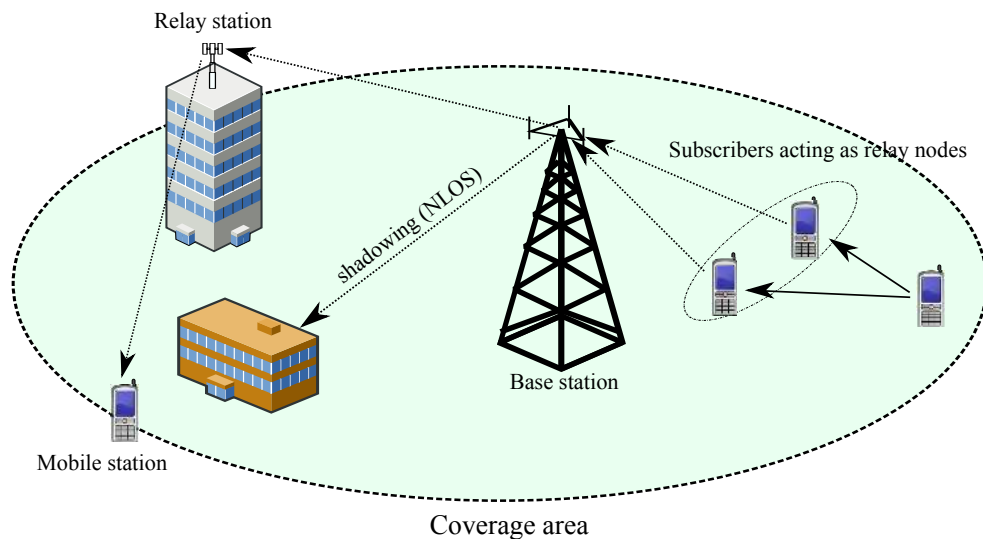 Relay station
Subscribers acting as relay nodes
shadowing (NLOS)
Base station
Mobile station
Coverage area